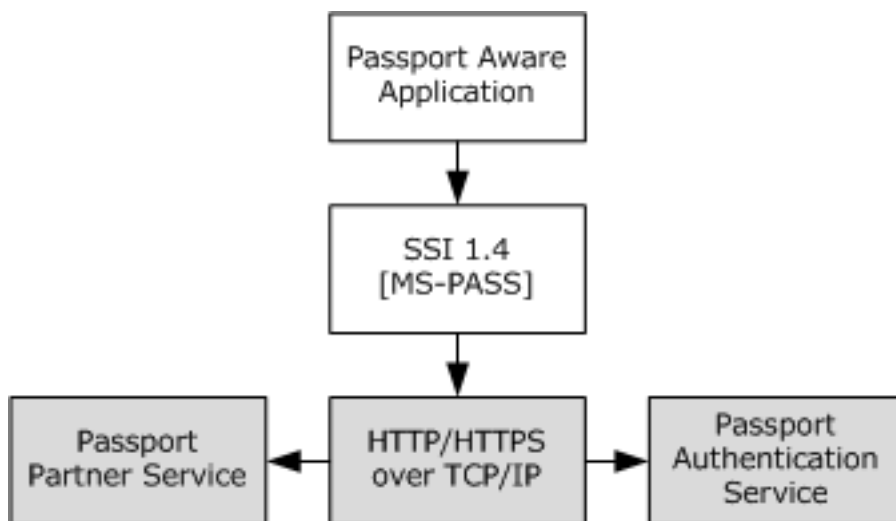 Passport Aware
Application
SSI 1.4
[MS-PASS]
Passport
Partner Service
HTTP/HTTPS
over TCP/IP
Passport
Authentication
Service